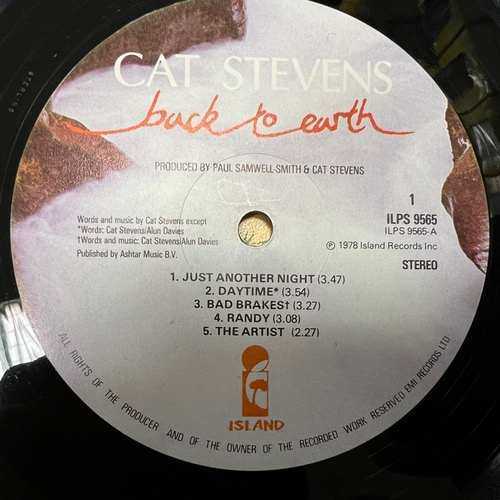 CAT STEVENS
back to earth
PRODUCED BY PAUL SAMWELL-SMITH & CAT STEVENS
1
ILPS 9565
ILPS 9565-A
Words and music by Cat Stevens except
*Words: Cat Stevens/Alun Davies
†Words and music: Cat Stevens/Alun Davies
Published by Ashtar Music B.V.
℗ 1978 Island Records Inc
STEREO
1. JUST ANOTHER NIGHT (3.47)
2. DAYTIME* (3.54)
3. BAD BRAKES† (3.27)
4. RANDY (3.08)
5. THE ARTIST (2.27)
ISLAND
ALL RIGHTS OF THE PRODUCER AND OF THE OWNER OF THE RECORDED WORK RESERVED EMI RECORDS LTD